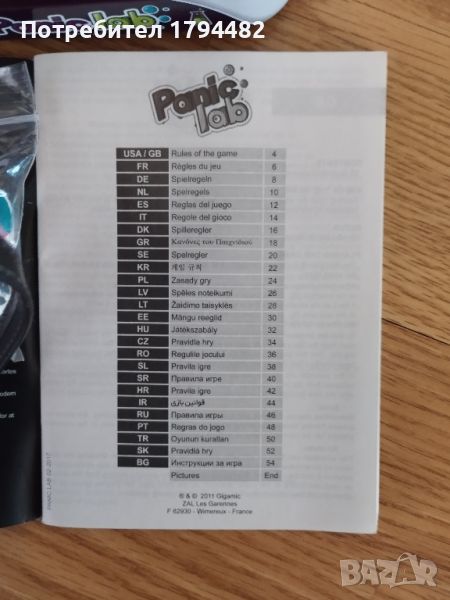 Потребител 1794482
Panic
lab
USA / GB Rules of the game 4
FR Règles du jeu 6
DE Spielregeln 8
NL Spelregels 10
ES Reglas del juego 12
IT Regole del gioco 14
DK Spilleregler 16
GR Κανόνες του Παιχνιδιού 18
SE Spelregler 20
KR 게임 규칙 22
PL Zasady gry 24
LV Spēles noteikumi 26
LT Žaidimo taisyklės 28
EE Mängu reeglid 30
HU Játékszabály 32
CZ Pravidla hry 34
RO Regulile jocului 36
SL Pravila igre 38
SR Правила игре 40
HR Pravila igre 42
IR قوانین بازی 44
RU Правила игры 46
PT Regras do jogo 48
TR Oyunun kuralları 50
SK Pravidlá hry 52
BG Инструкции за игра 54
Pictures End
® & © 2011 Gigamic
ZAL Les Garennes
F 62930 - Wimereux - France
PANIC LAB 02-2017
BAZAR